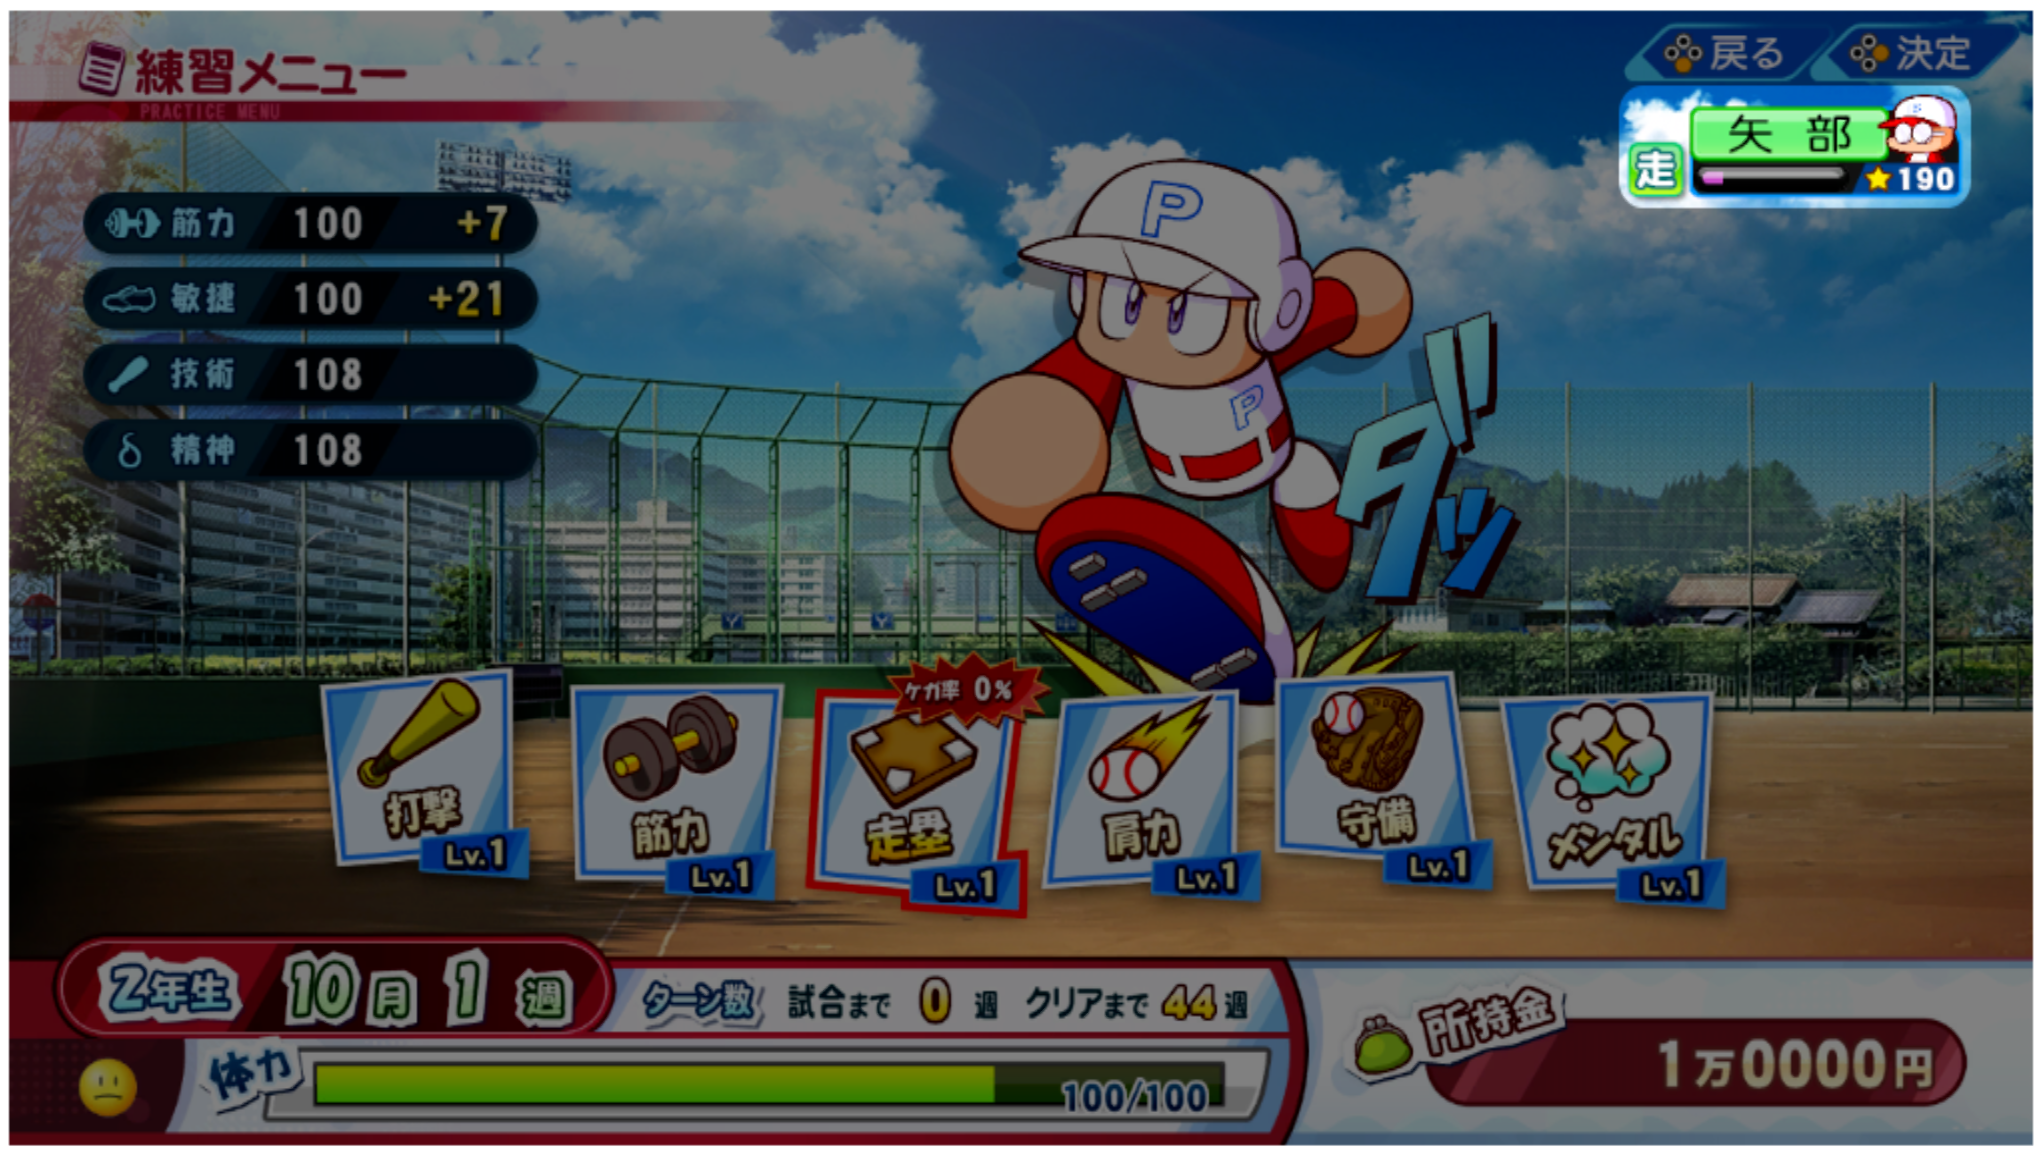 練習メニュー
PRACTICE MENU
戻る
決定
矢部
走
190
筋力 100 +7
敏捷 100 +21
技術 108
精神 108
P
P
ダッ
ケガ率 0%
打撃
Lv.1
筋力
Lv.1
走塁
Lv.1
肩力
Lv.1
守備
Lv.1
メンタル
Lv.1
2年生 10月 1週
ターン数 試合まで 0 週 クリアまで 44 週
体力
100/100
所持金
1万0000円